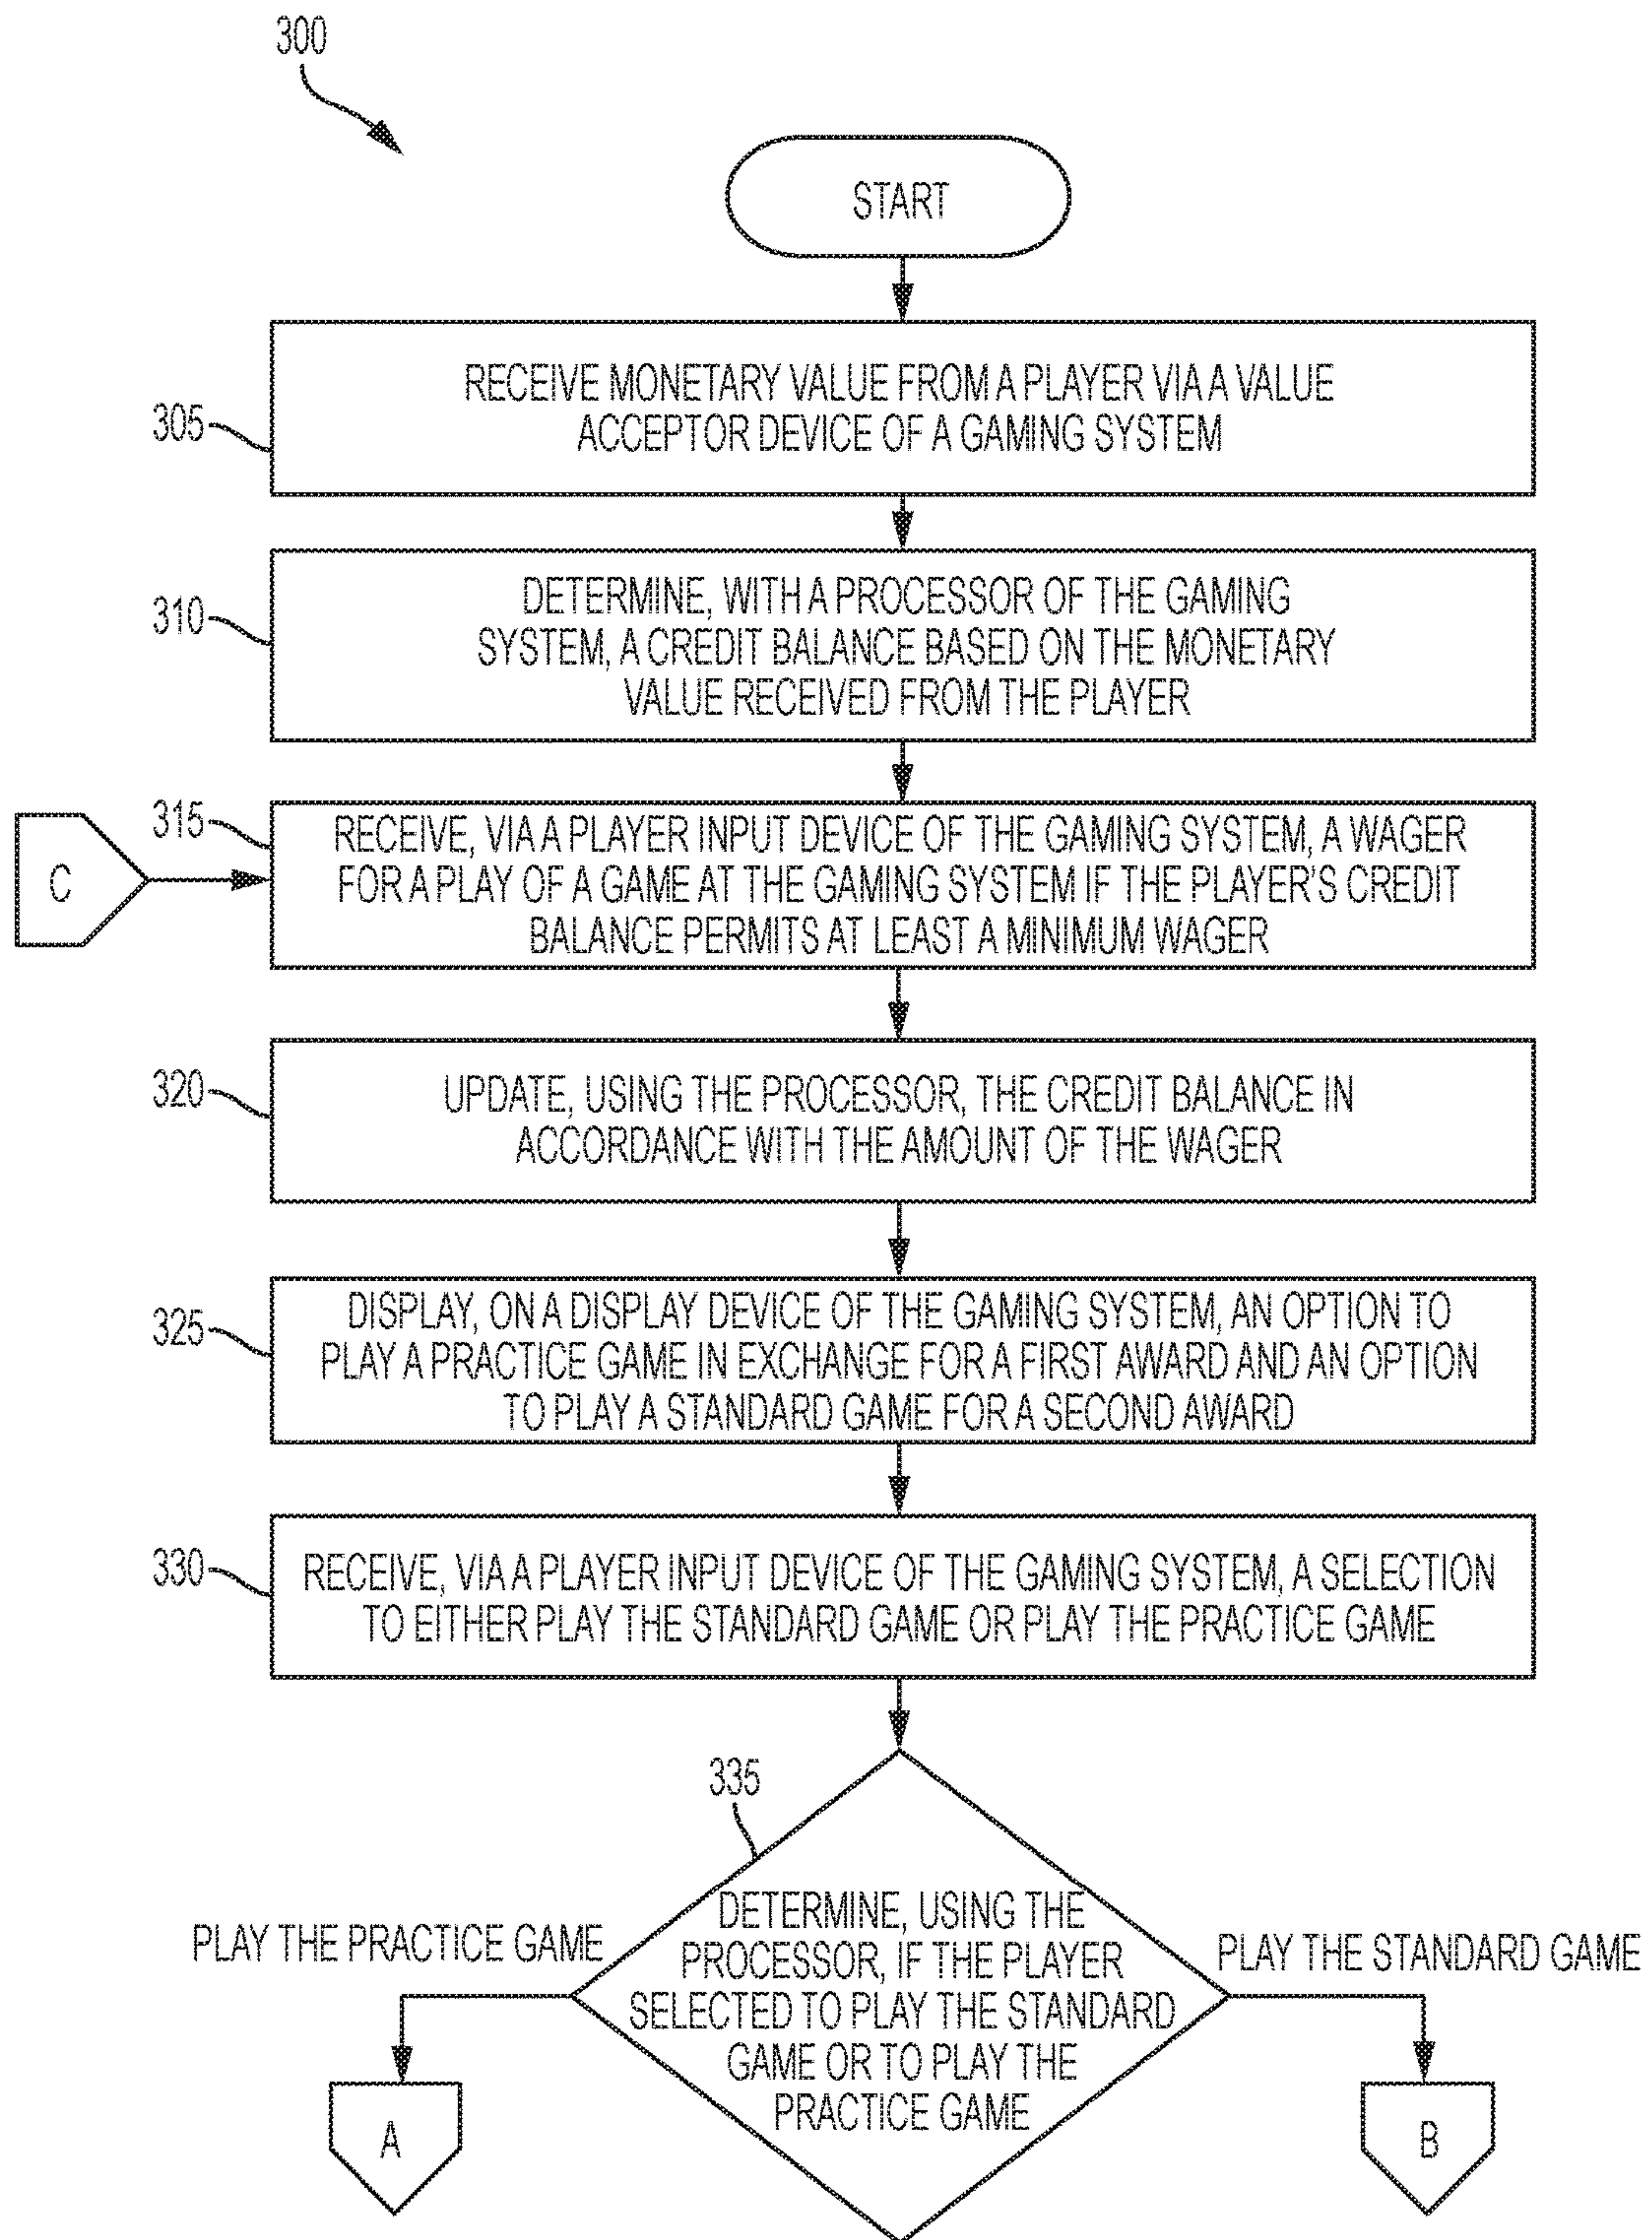 300
START
305
RECEIVE MONETARY VALUE FROM A PLAYER VIA A VALUE
ACCEPTOR DEVICE OF A GAMING SYSTEM
310
DETERMINE, WITH A PROCESSOR OF THE GAMING
SYSTEM, A CREDIT BALANCE BASED ON THE MONETARY
VALUE RECEIVED FROM THE PLAYER
C
315
RECEIVE, VIA A PLAYER INPUT DEVICE OF THE GAMING SYSTEM, A WAGER
FOR A PLAY OF A GAME AT THE GAMING SYSTEM IF THE PLAYER'S CREDIT
BALANCE PERMITS AT LEAST A MINIMUM WAGER
320
UPDATE, USING THE PROCESSOR, THE CREDIT BALANCE IN
ACCORDANCE WITH THE AMOUNT OF THE WAGER
325
DISPLAY, ON A DISPLAY DEVICE OF THE GAMING SYSTEM, AN OPTION TO
PLAY A PRACTICE GAME IN EXCHANGE FOR A FIRST AWARD AND AN OPTION
TO PLAY A STANDARD GAME FOR A SECOND AWARD
330
RECEIVE, VIA A PLAYER INPUT DEVICE OF THE GAMING SYSTEM, A SELECTION
TO EITHER PLAY THE STANDARD GAME OR PLAY THE PRACTICE GAME
335
DETERMINE, USING THE
PROCESSOR, IF THE PLAYER
SELECTED TO PLAY THE STANDARD
GAME OR TO PLAY THE
PRACTICE GAME
PLAY THE PRACTICE GAME
PLAY THE STANDARD GAME
A
B